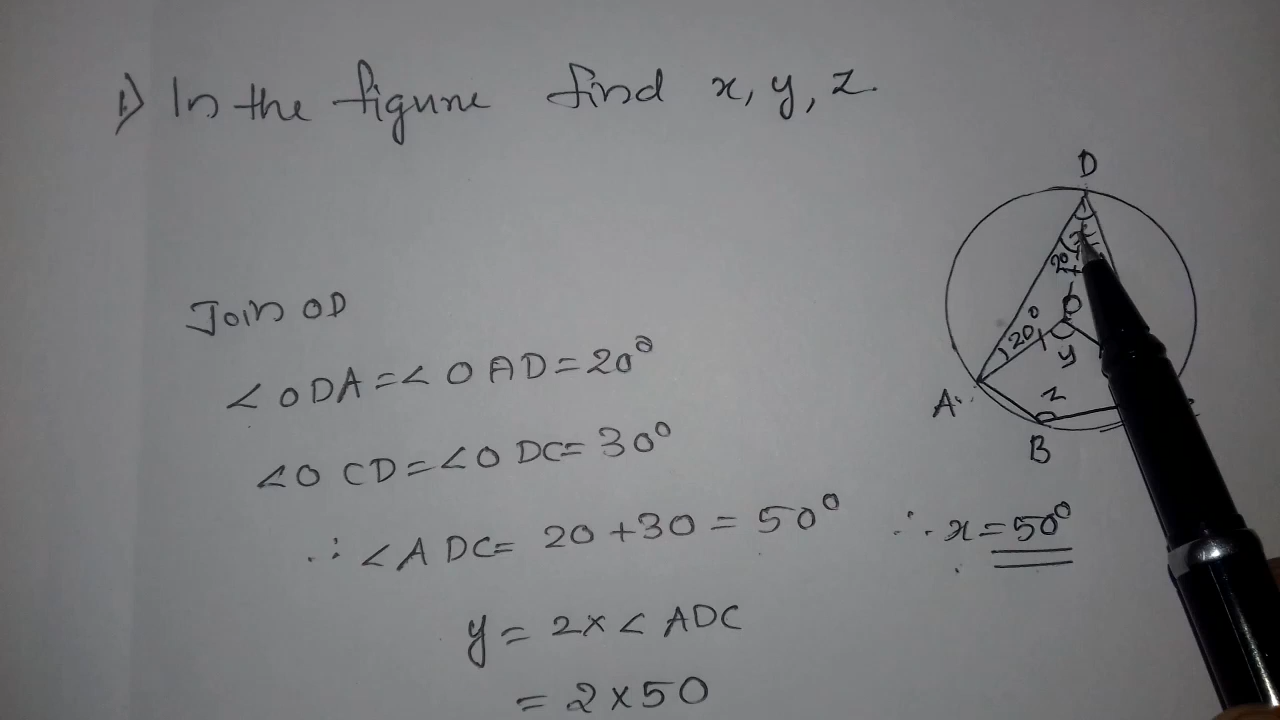 1) In the figure find x, y, z.
D
x
20
20°
O
y
A
z
B
Join OD
∠ODA=∠OAD=20°
∠OCD=∠ODC=30°
∴ ∠ADC= 20+30=50° ∴ x=50°
y= 2×∠ADC
=2×50